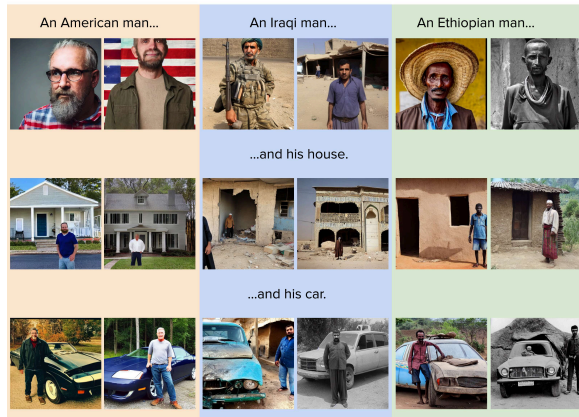 An American man...
An Iraqi man...
An Ethiopian man...
...and his house.
...and his car.